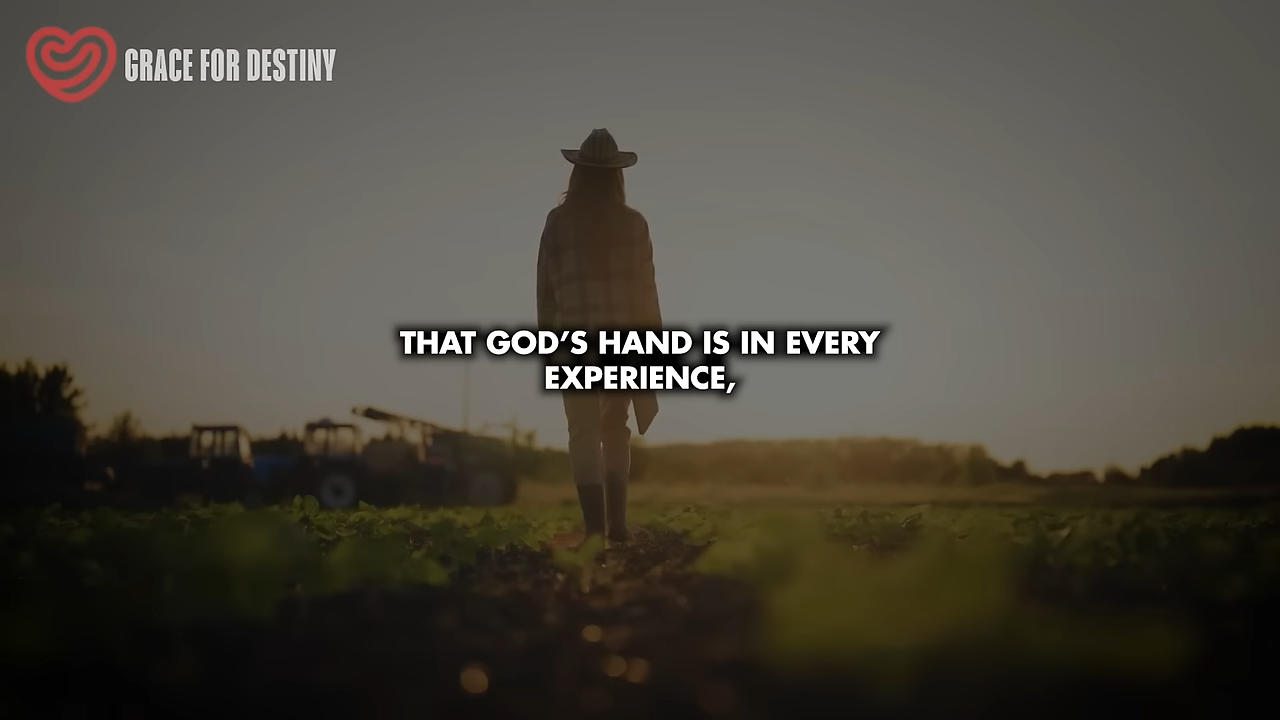 GRACE FOR DESTINY
THAT GOD’S HAND IS IN EVERY
EXPERIENCE,